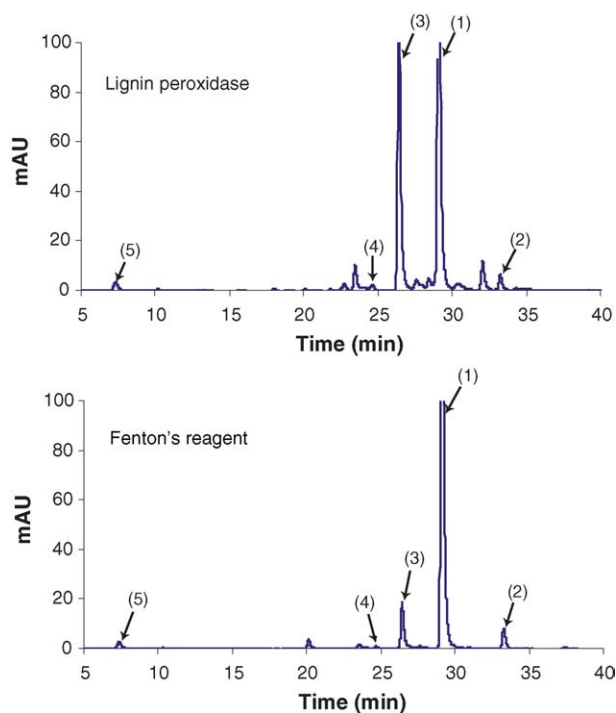 (3) (1)
100
Lignin peroxidase
80
60
mAU
40
20
(5) (4) (2)
0
5 10 15 20 25 30 35 40
Time (min)
(1)
100
Fenton's reagent
80
60
mAU
40
(3)
20
(5) (4) (2)
0
5 10 15 20 25 30 35 40
Time (min)